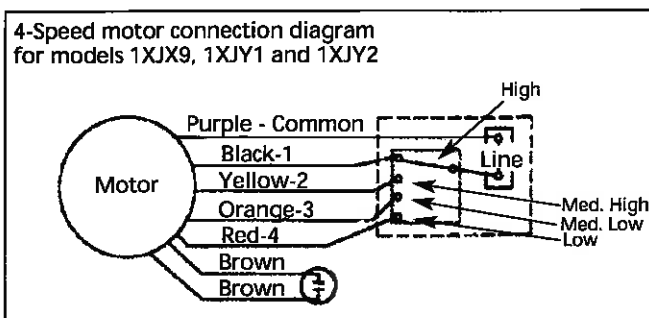 4-Speed motor connection diagram
for models 1XJX9, 1XJY1 and 1XJY2
High
Purple - Common
Black-1
Line
Motor
Yellow-2
Med. High
Orange-3
Med. Low
Red-4
Low
Brown
Brown